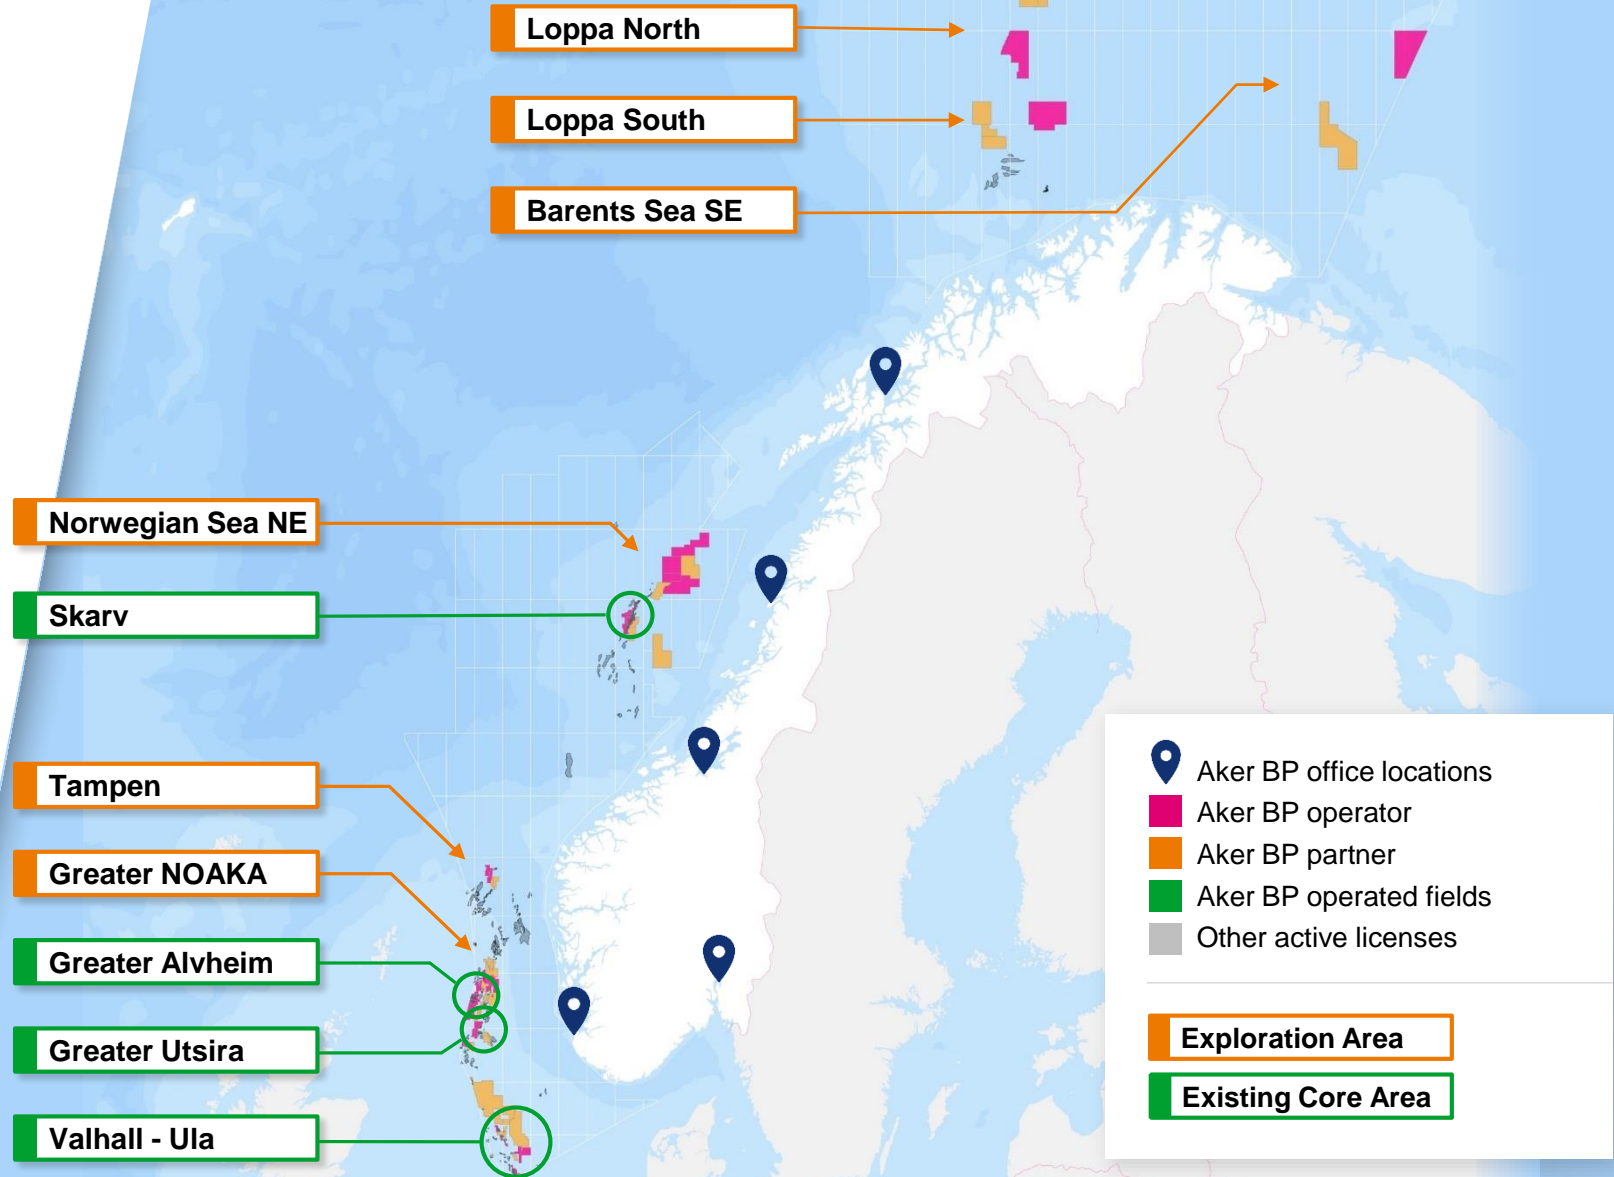 Loppa North
Loppa South
Barents Sea SE
Norwegian Sea NE
Skarv
Tampen
Greater NOAKA
Greater Alvheim
Greater Utsira
Valhall - Ula
Aker BP office locations
Aker BP operator
Aker BP partner
Aker BP operated fields
Other active licenses
Exploration Area
Existing Core Area